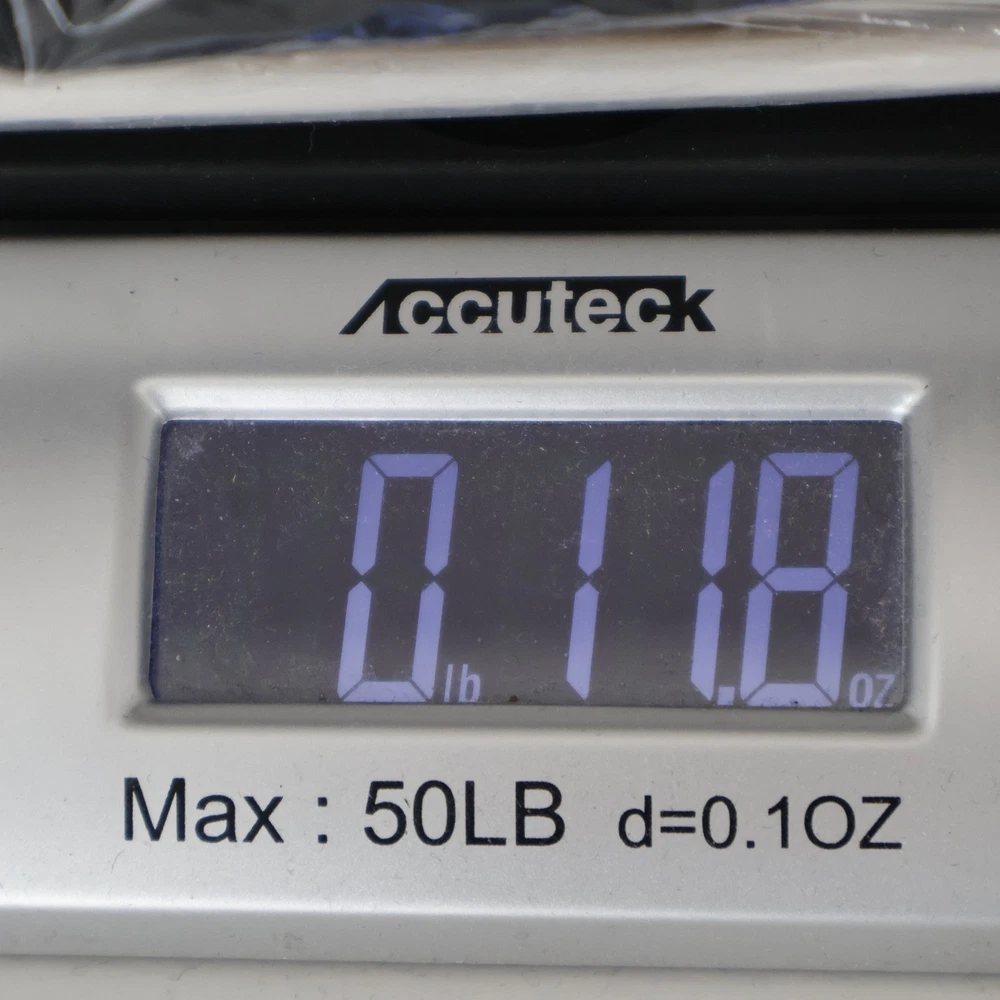 Accuteck
0 lb 11.8 oz
Max : 50LB d=0.1OZ